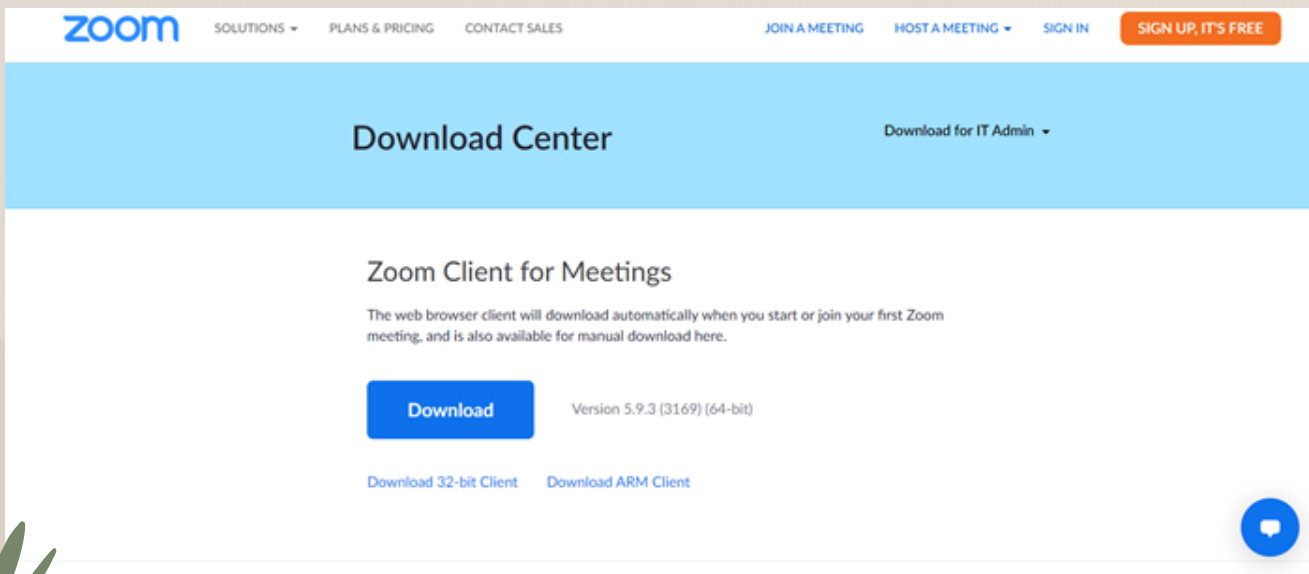 zoom SOLUTIONS PLANS & PRICING CONTACT SALES JOIN A MEETING HOST A MEETING SIGN IN SIGN UP, IT'S FREE
Download Center Download for IT Admin
Zoom Client for Meetings
The web browser client will download automatically when you start or join your first Zoom
meeting, and is also available for manual download here.
Download Version 5.9.3 (3169) (64-bit)
Download 32-bit Client Download ARM Client